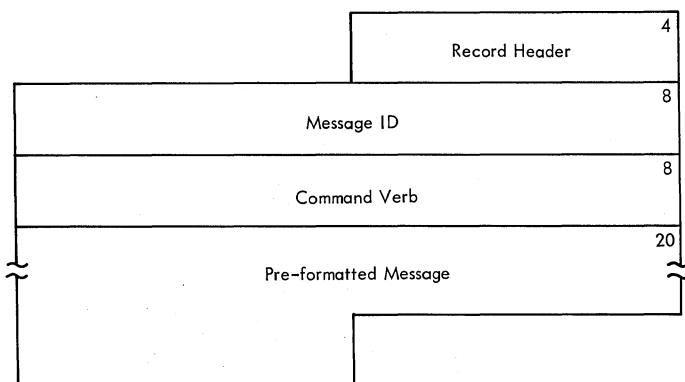 4
Record Header
8
Message ID
8
Command Verb
20
Pre-formatted Message